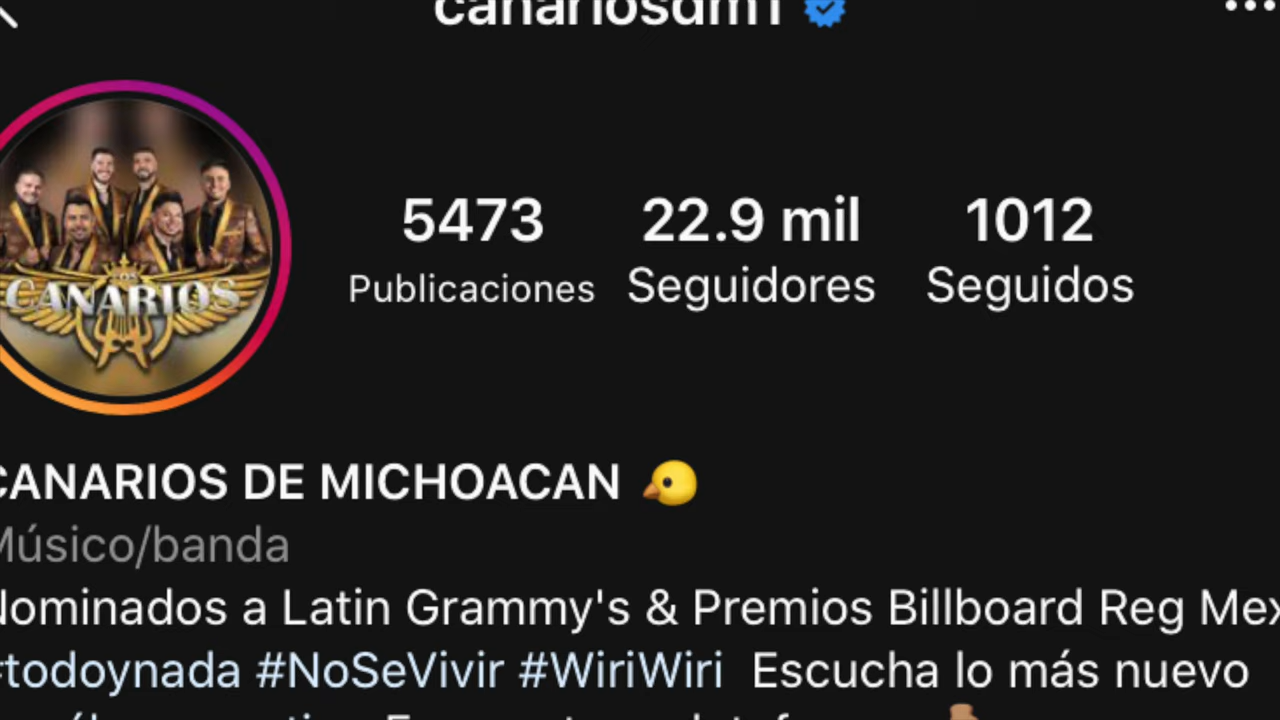 canariosdm1
5473 22.9 mil 1012
Publicaciones Seguidores Seguidos
LOS
CANARIOS
CANARIOS DE MICHOACAN
Músico/banda
Nominados a Latin Grammy's & Premios Billboard Reg Mex
#todoynada #NoSeVivir #WiriWiri Escucha lo más nuevo